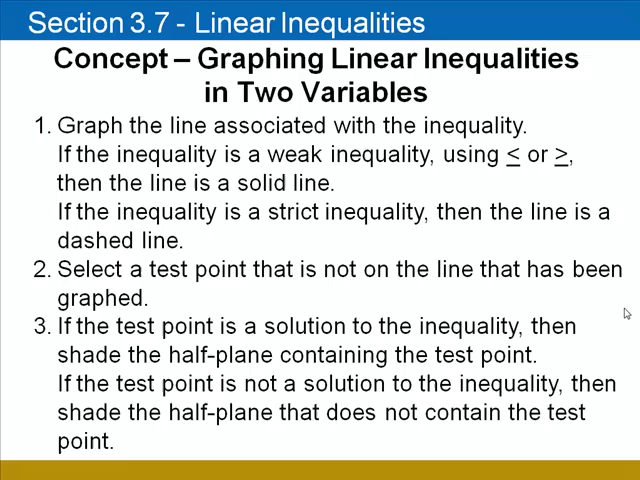 Section 3.7 - Linear Inequalities
Concept – Graphing Linear Inequalities
in Two Variables
1. Graph the line associated with the inequality.
If the inequality is a weak inequality, using ≤ or ≥,
then the line is a solid line.
If the inequality is a strict inequality, then the line is a
dashed line.
2. Select a test point that is not on the line that has been
graphed.
3. If the test point is a solution to the inequality, then
shade the half-plane containing the test point.
If the test point is not a solution to the inequality, then
shade the half-plane that does not contain the test
point.